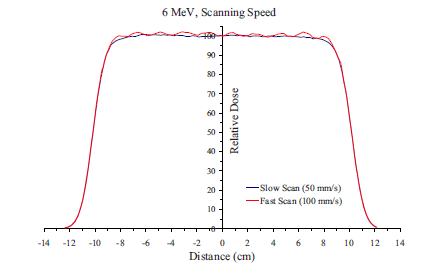 6 MeV, Scanning Speed
100
90
80
70
60
50
40
30
20
10
0
Relative Dose
Slow Scan (50 mm/s)
Fast Scan (100 mm/s)
-14 -12 -10 -8 -6 -4 -2 0 2 4 6 8 10 12 14
Distance (cm)